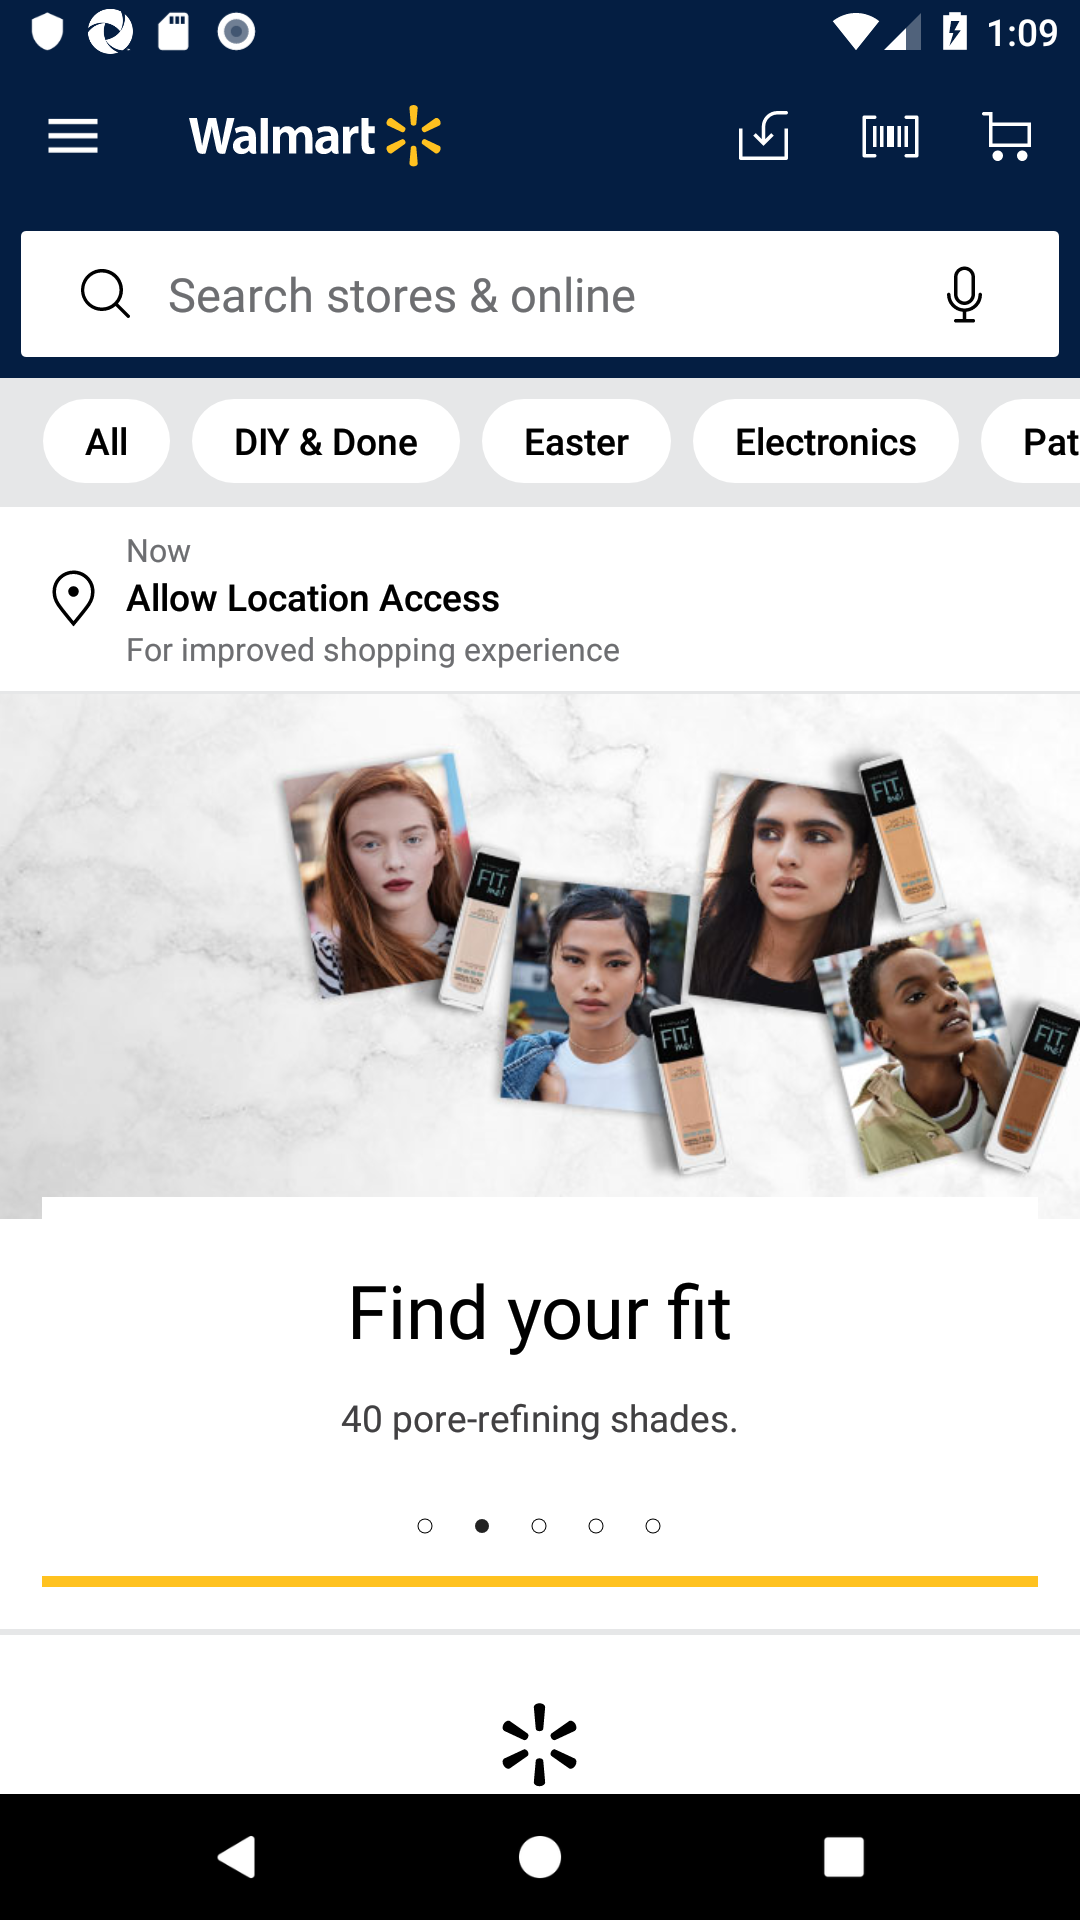 1:09
Walmart
Search stores & online
All
DIY & Done
Easter
Electronics
Pat
Now
Allow Location Access
For improved shopping experience
FIT me!
FIT
FIT me!
FIT me!
Find your fit
40 pore-refining shades.